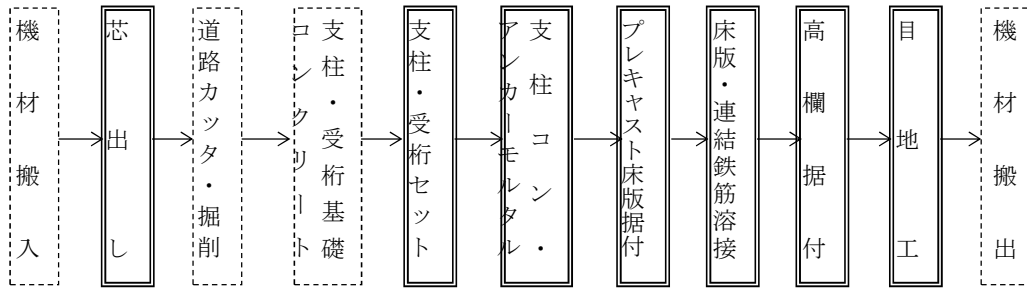 機材搬入
芯出し
道路カッタ・掘削
支柱・受桁基礎
コンクリート
支柱・受桁セット
支柱コン・
アンカーモルタル
プレキャスト床版据付
床版・連結鉄筋溶接
高欄据付
目地工
機材搬出